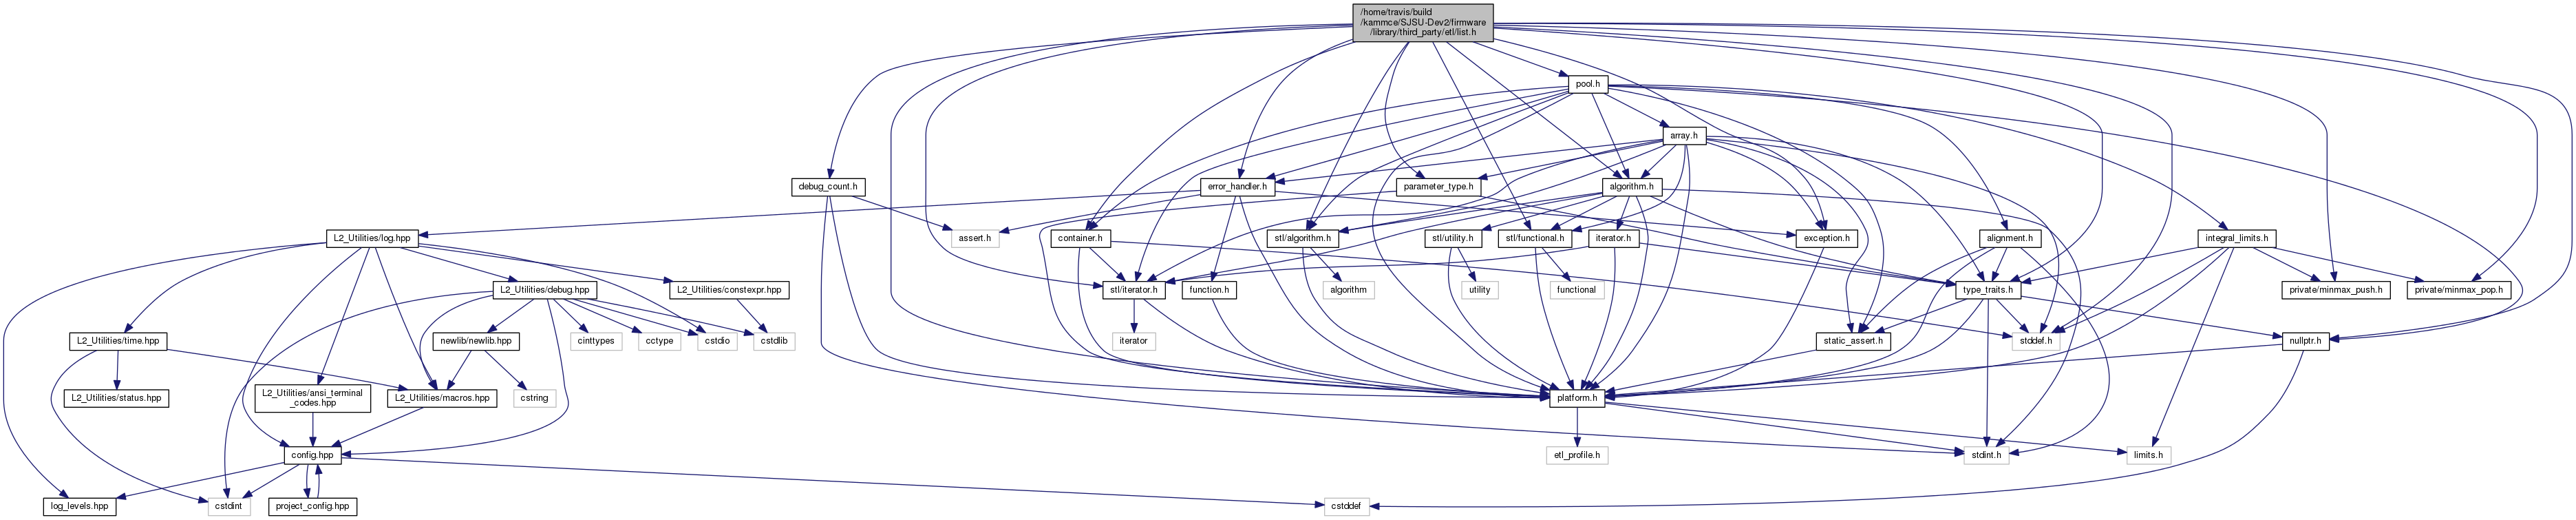 /home/travis/build
/kammce/SJSU-Dev2/firmware
/library/third_party/etl/list.h
pool.h
array.h
debug_count.h
error_handler.h
parameter_type.h
algorithm.h
L2_Utilities/log.hpp
assert.h
container.h
stl/algorithm.h
stl/utility.h
stl/functional.h
iterator.h
exception.h
alignment.h
integral_limits.h
L2_Utilities/debug.hpp
L2_Utilities/constexpr.hpp
stl/iterator.h
function.h
algorithm
utility
functional
type_traits.h
private/minmax_push.h
private/minmax_pop.h
L2_Utilities/time.hpp
newlib/newlib.hpp
cinttypes
cctype
cstdio
cstdlib
iterator
static_assert.h
stddef.h
nullptr.h
L2_Utilities/status.hpp
L2_Utilities/ansi_terminal
_codes.hpp
L2_Utilities/macros.hpp
cstring
platform.h
config.hpp
etl_profile.h
stdint.h
limits.h
log_levels.hpp
cstdint
project_config.hpp
cstddef